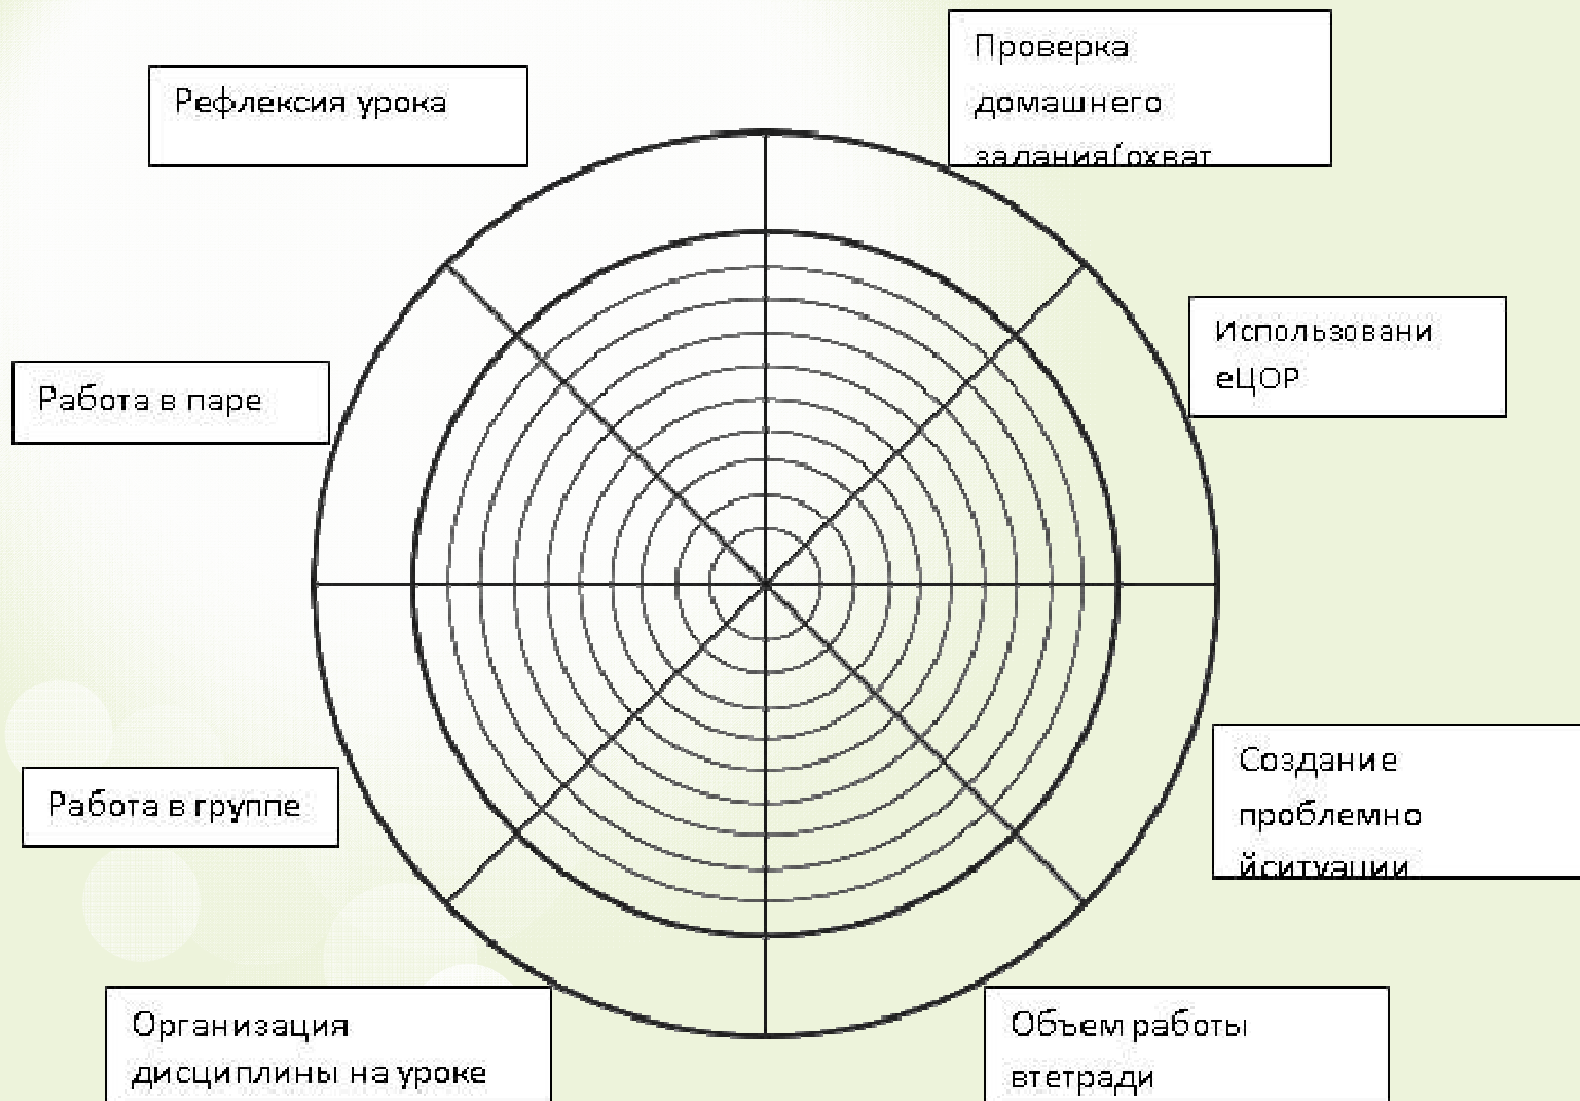 Проверка
домашнего
задания(охват
Рефлексия урока
Использовани
еЦОР
Работа в паре
Создание
проблемно
йситуации
Работа в группе
Организация
дисциплины на уроке
Объем работы
втетради